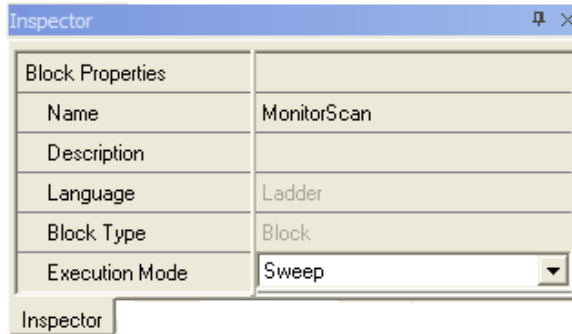 Inspector
Block Properties
Name MonitorScan
Description
Language Ladder
Block Type Block
Execution Mode Sweep
Inspector